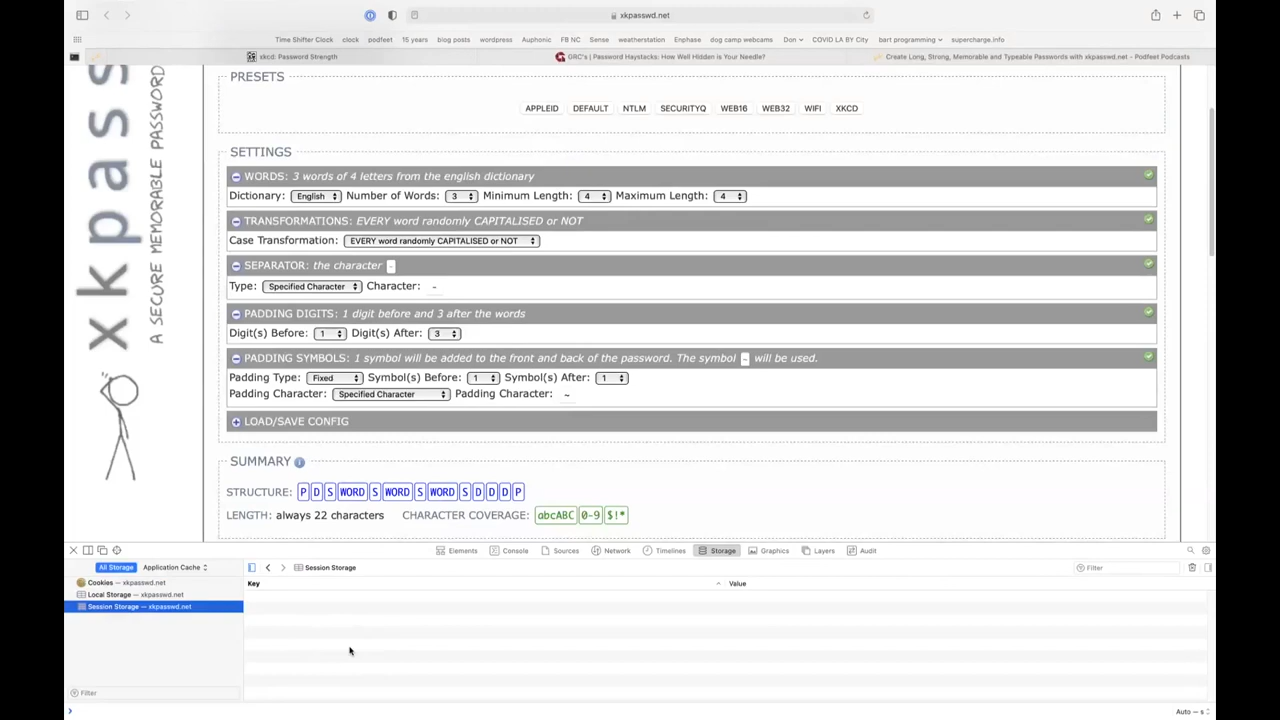 xkpasswd.net
Time Shifter Clock clock podfeet 15 years blog posts wordpress Auphonic FB NC Sense weatherstation Enphase dog camp webcams Don COVID LA BY City bart programming supercharge.info
xkcd: Password Strength GRC's | Password Haystacks: How Well Hidden is Your Needle? Create Long, Strong, Memorable and Typeable Passwords with xkpasswd.net - Podfeet Podcasts
xkpass
A SECURE MEMORABLE PASSWORD
PRESETS
APPLEID DEFAULT NTLM SECURITYQ WEB16 WEB32 WIFI XKCD
SETTINGS
WORDS: 3 words of 4 letters from the english dictionary
Dictionary: English Number of Words: 3 Minimum Length: 4 Maximum Length: 4
TRANSFORMATIONS: EVERY word randomly CAPITALISED or NOT
Case Transformation: EVERY word randomly CAPITALISED or NOT
SEPARATOR: the character -
Type: Specified Character Character: -
PADDING DIGITS: 1 digit before and 3 after the words
Digit(s) Before: 1 Digit(s) After: 3
PADDING SYMBOLS: 1 symbol will be added to the front and back of the password. The symbol ~ will be used.
Padding Type: Fixed Symbol(s) Before: 1 Symbol(s) After: 1
Padding Character: Specified Character Padding Character: ~
LOAD/SAVE CONFIG
SUMMARY
STRUCTURE: P D S WORD S WORD S WORD S D D D P
LENGTH: always 22 characters CHARACTER COVERAGE: abcABC 0-9 $!*
Elements Console Sources Network Timelines Storage Graphics Layers Audit
All Storage Application Cache Session Storage Filter
Cookies — xkpasswd.net Key Value
Local Storage — xkpasswd.net
Session Storage — xkpasswd.net
Filter
Auto — s